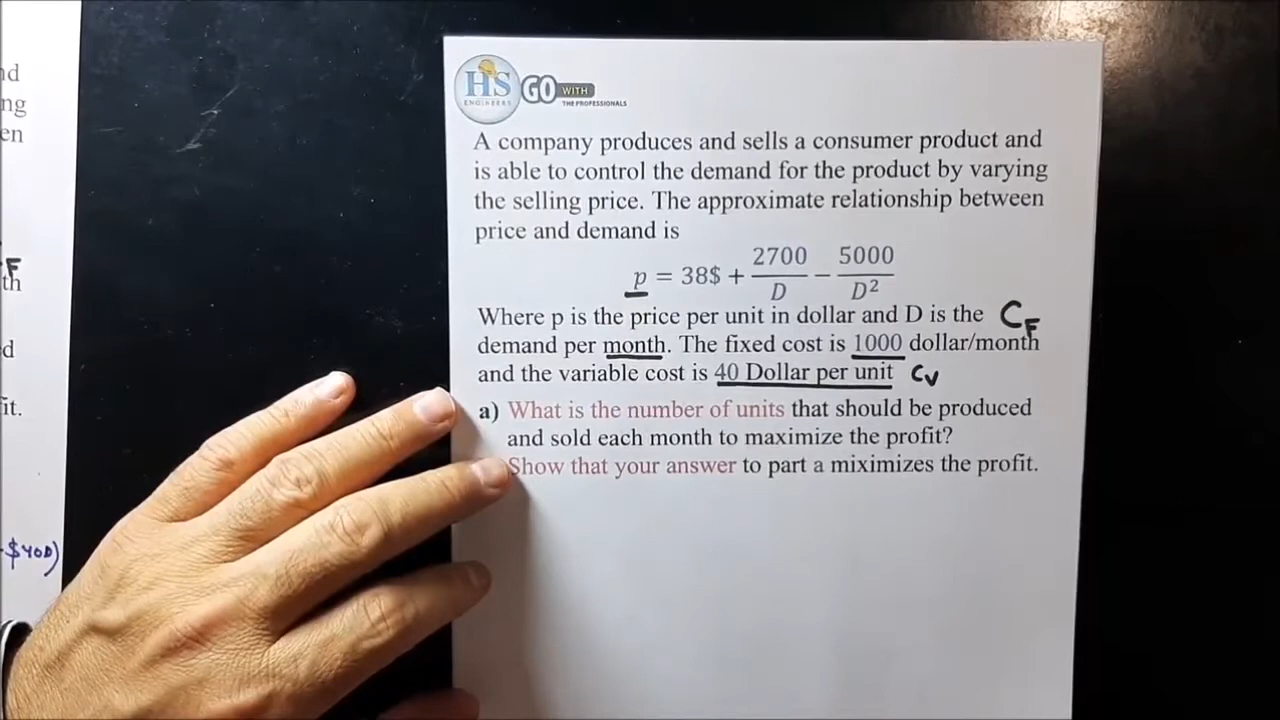 nd
ng
en
F
th
d
fit.
$40D)
HS
ENGINEERS
GO WITH
THE PROFESSIONALS
A company produces and sells a consumer product and
is able to control the demand for the product by varying
the selling price. The approximate relationship between
price and demand is
p = 38$ + 2700/D − 5000/D²
Where p is the price per unit in dollar and D is the C_F
demand per month. The fixed cost is 1000 dollar/month
and the variable cost is 40 Dollar per unit C_V
a) What is the number of units that should be produced
and sold each month to maximize the profit?
Show that your answer to part a miximizes the profit.